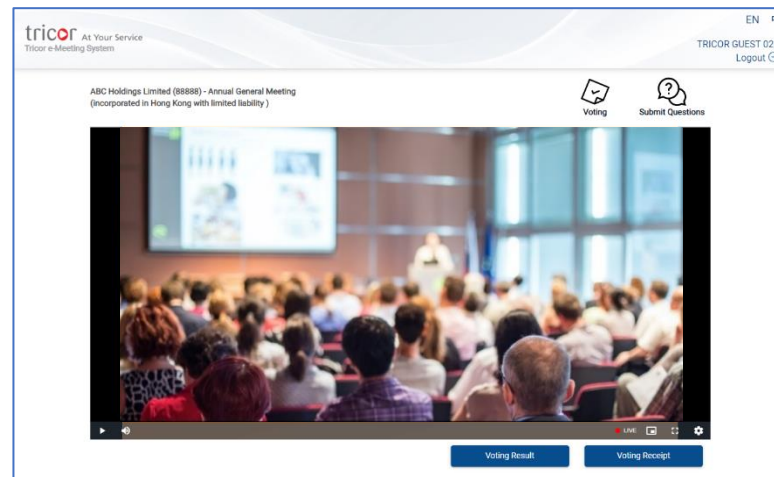 EN
tricor At Your Service
Tricor e-Meeting System
TRICOR GUEST 02
Logout
ABC Holdings Limited (88888) - Annual General Meeting
(incorporated in Hong Kong with limited liability )
Voting
Submit Questions
LIVE
Voting Result
Voting Receipt